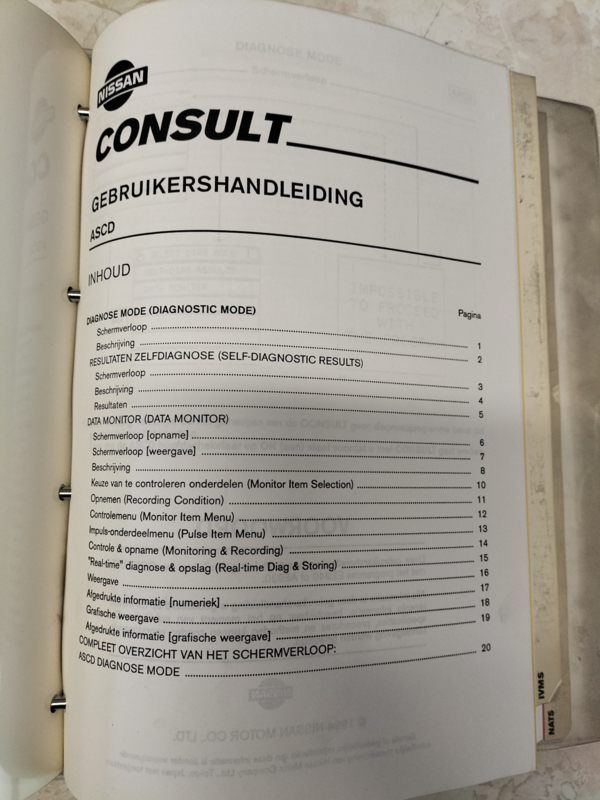 NISSAN
CONSULT
GEBRUIKERSHANDLEIDING
ASCD
INHOUD
Pagina
DIAGNOSE MODE (DIAGNOSTIC MODE)
Schermverloop 1
Beschrijving 2
RESULTATEN ZELFDIAGNOSE (SELF-DIAGNOSTIC RESULTS)
Schermverloop 3
Beschrijving 4
Resultaten 5
DATA MONITOR (DATA MONITOR)
Schermverloop [opname] 6
Schermverloop [weergave] 7
Beschrijving 8
Keuze van te controleren onderdelen (Monitor Item Selection) 10
Opnemen (Recording Condition) 11
Controlemenu (Monitor Item Menu) 12
Impuls-onderdeelmenu (Pulse Item Menu) 13
Controle & opname (Monitoring & Recording) 14
"Real-time" diagnose & opslag (Real-time Diag & Storing) 15
Weergave 16
Afgedrukte informatie [numeriek] 17
Grafische weergave 18
Afgedrukte informatie [grafische weergave] 19
COMPLEET OVERZICHT VAN HET SCHERMVERLOOP:
ASCD DIAGNOSE MODE 20
IVMS
NATS